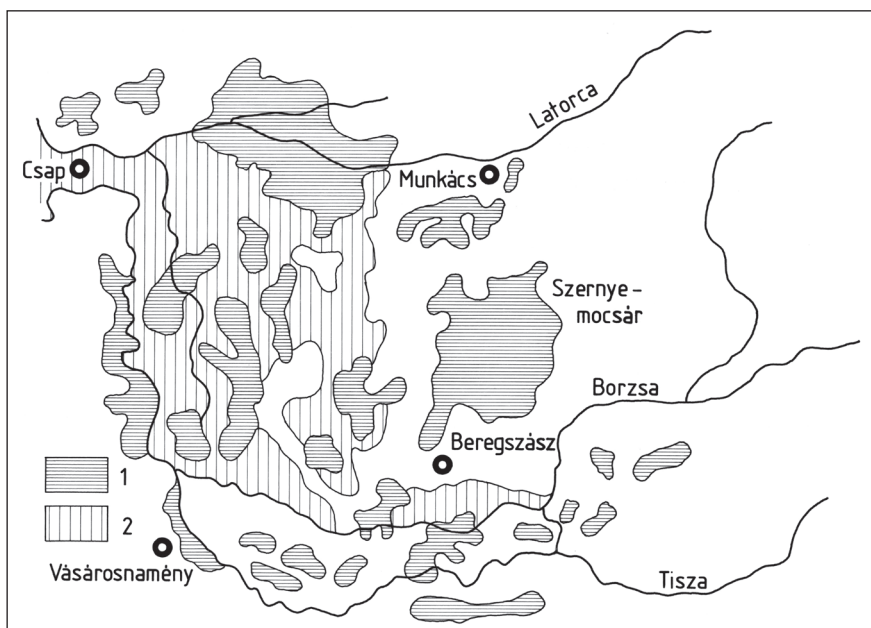 Latorca
Csap
Munkács
Szernye-
mocsár
Borzsa
Beregszász
1
2
Vásárosnamény
Tisza